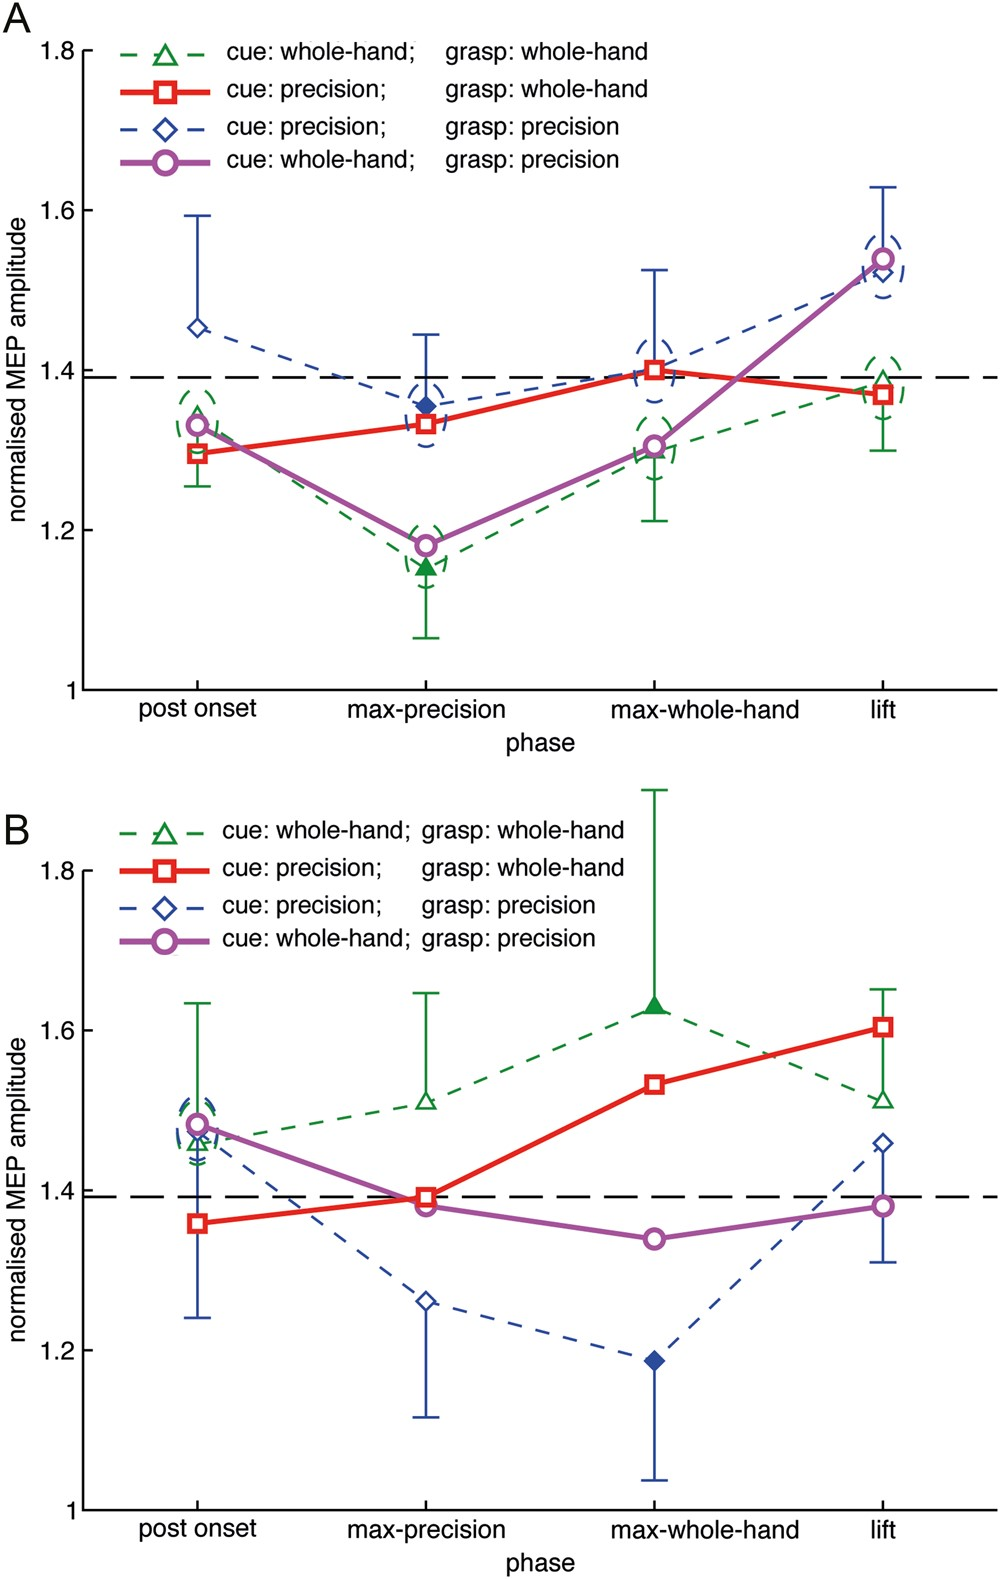 A
1.8
cue: whole-hand; grasp: whole-hand
cue: precision; grasp: whole-hand
cue: precision; grasp: precision
cue: whole-hand; grasp: precision
1.6
1.4
1.2
1
normalised MEP amplitude
post onset max-precision max-whole-hand lift
phase
B
cue: whole-hand; grasp: whole-hand
cue: precision; grasp: whole-hand
cue: precision; grasp: precision
cue: whole-hand; grasp: precision
1.8
1.6
1.4
1.2
1
normalised MEP amplitude
post onset max-precision max-whole-hand lift
phase